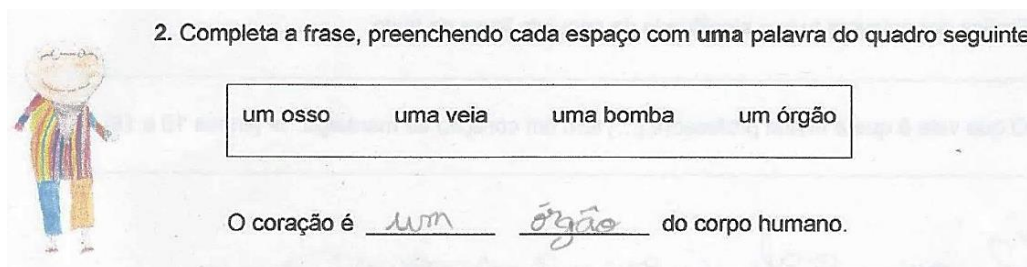 2. Completa a frase, preenchendo cada espaço com uma palavra do quadro seguinte
um osso uma veia uma bomba um órgão
O coração é um órgão do corpo humano.